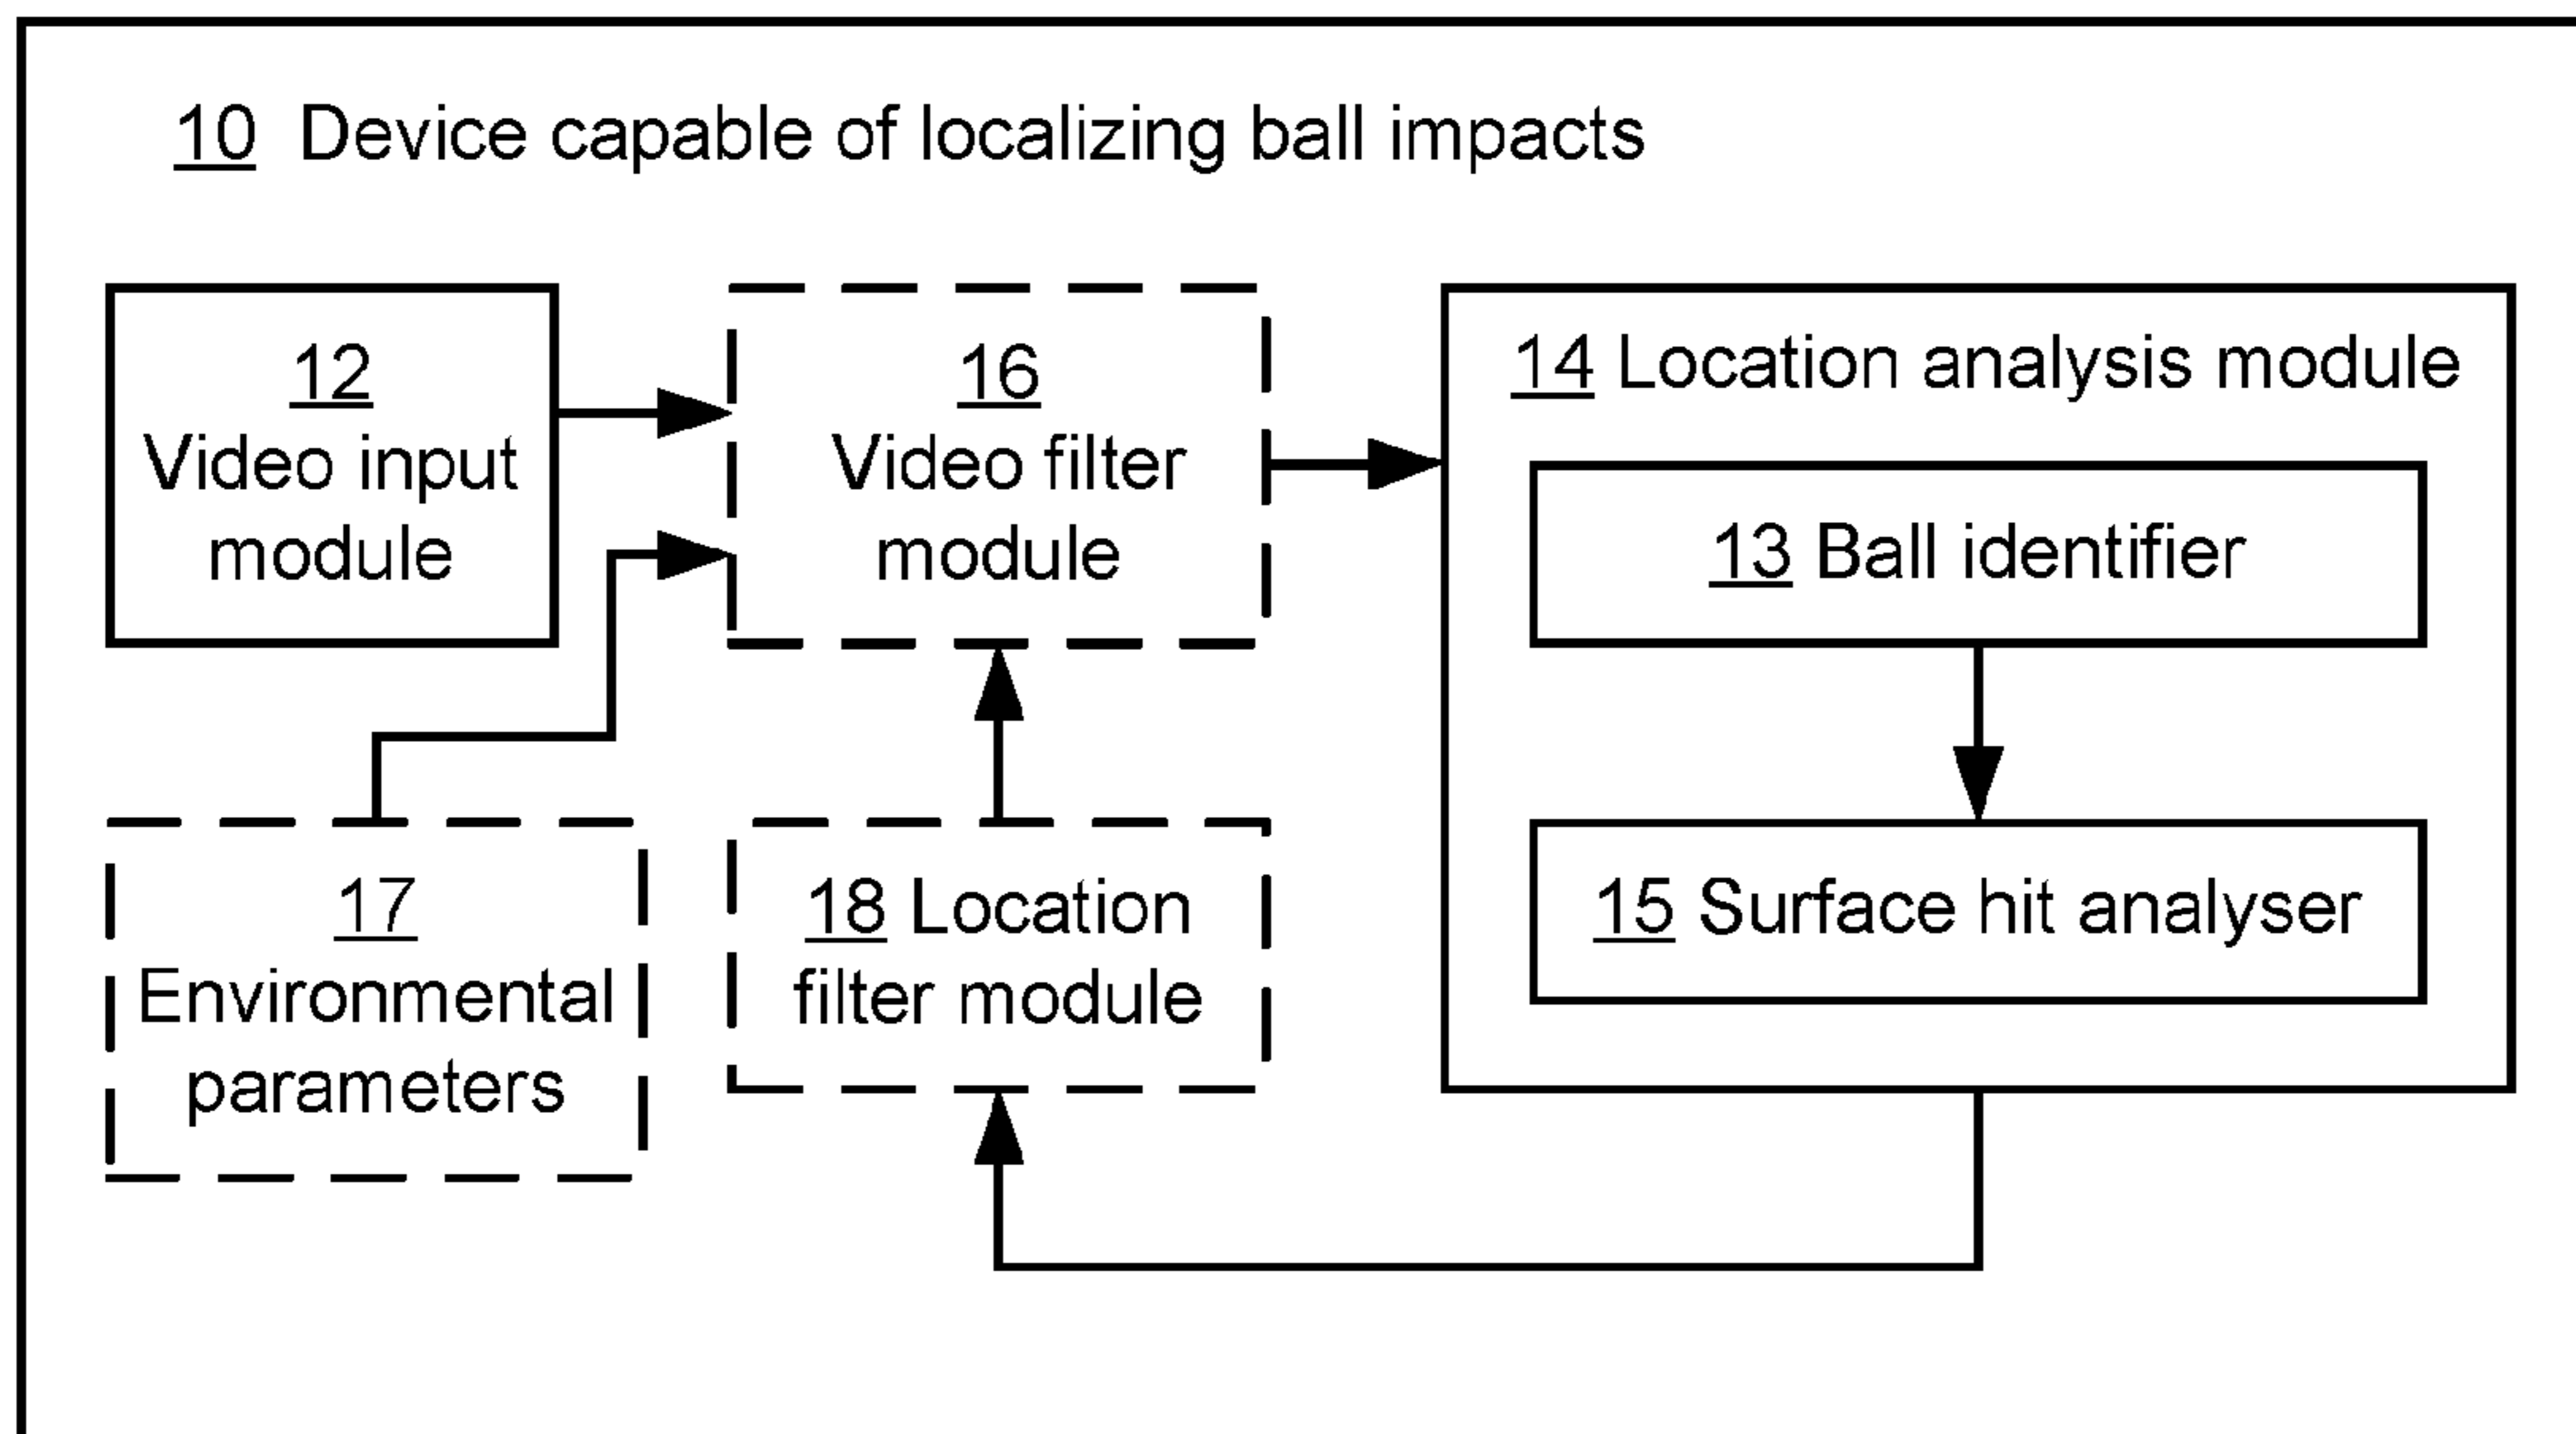 10 Device capable of localizing ball impacts
12
Video input
module
16
Video filter
module
14 Location analysis module
13 Ball identifier
15 Surface hit analyser
17
Environmental
parameters
18 Location
filter module